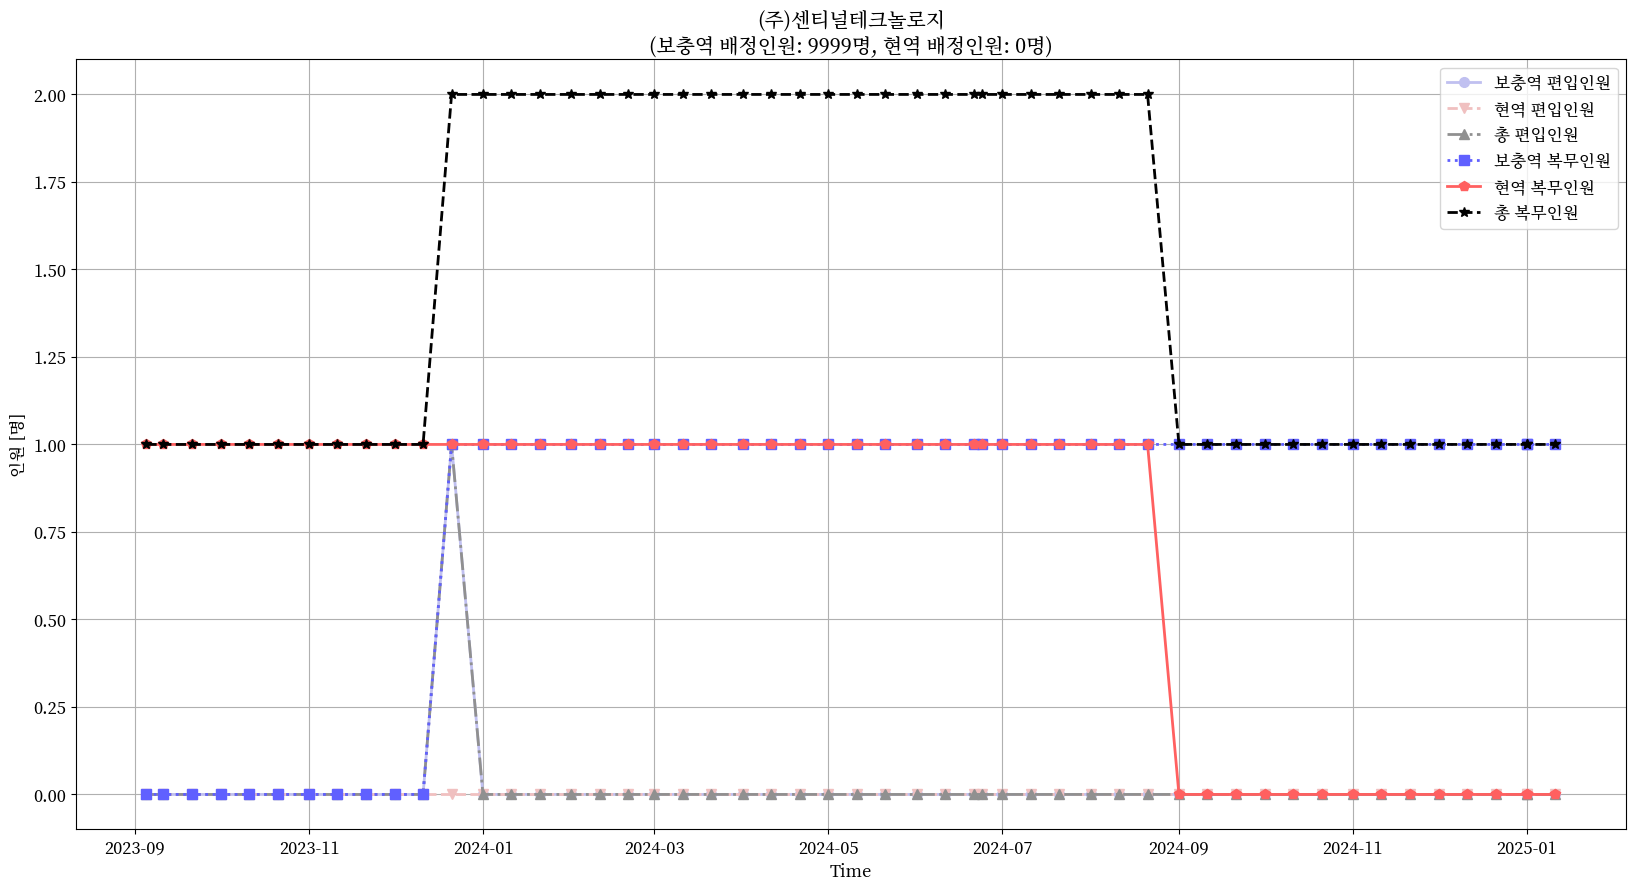 (주)센티널테크놀로지
(보충역 배정인원: 9999명, 현역 배정인원: 0명)
보충역 편입인원
현역 편입인원
총 편입인원
보충역 복무인원
현역 복무인원
총 복무인원
2.00
1.75
1.50
1.25
1.00
0.75
0.50
0.25
0.00
인원 [명]
2023-09 2023-11 2024-01 2024-03 2024-05 2024-07 2024-09 2024-11 2025-01
Time